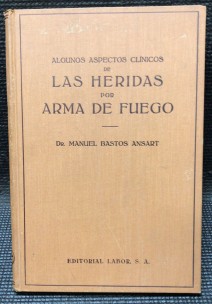 ALGUNOS ASPECTOS CLÍNICOS
DE
LAS HERIDAS
POR
ARMA DE FUEGO
DR. MANUEL BASTOS ANSART
EDITORIAL LABOR, S. A.